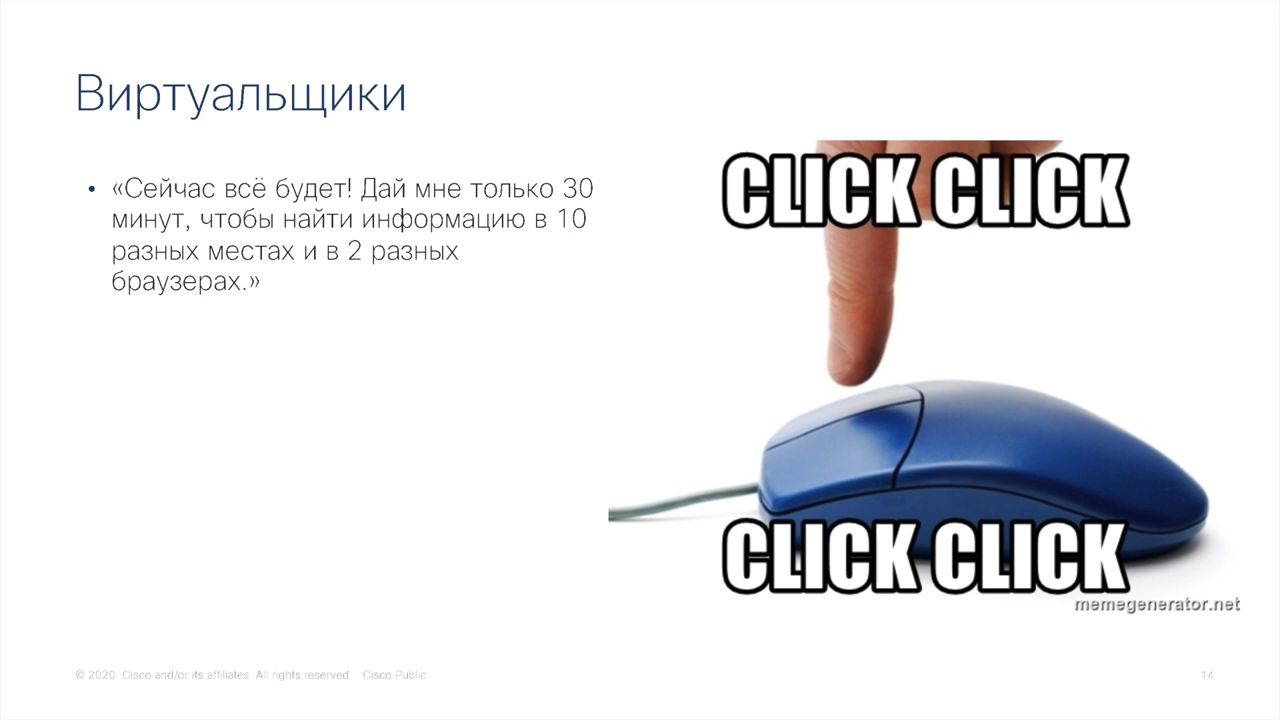 Виртуальщики
• «Сейчас всё будет! Дай мне только 30
минут, чтобы найти информацию в 10
разных местах и в 2 разных
браузерах.»
CLICK CLICK
CLICK CLICK
memegenerator.net
© 2020 Cisco and/or its affiliates. All rights reserved. Cisco Public
14